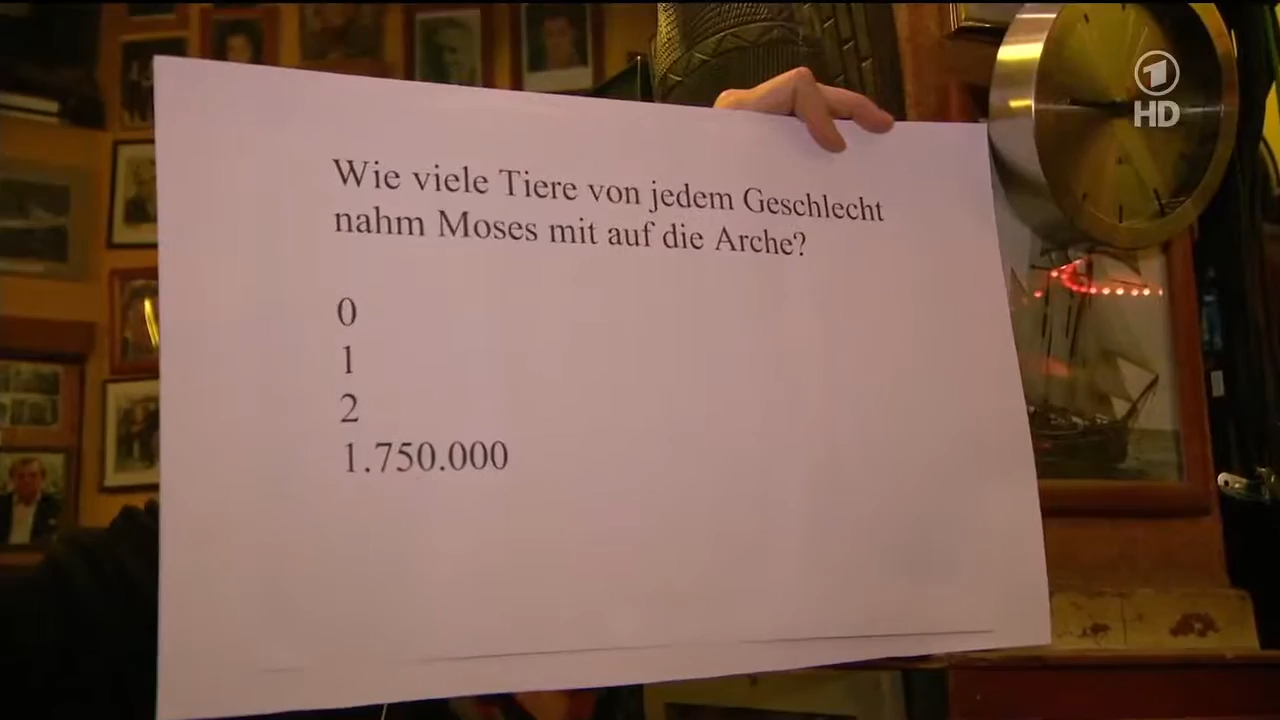 1
HD
Wie viele Tiere von jedem Geschlecht
nahm Moses mit auf die Arche?
0
1
2
1.750.000